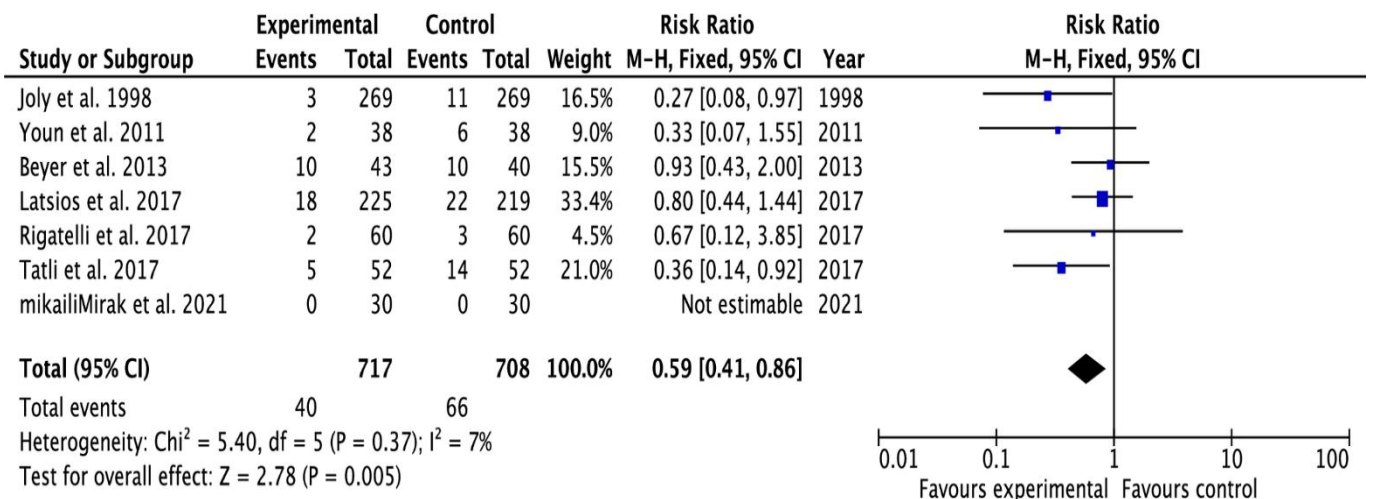 Experimental Control Risk Ratio Risk Ratio
Study or Subgroup Events Total Events Total Weight M-H, Fixed, 95% CI Year M-H, Fixed, 95% CI
Joly et al. 1998 3 269 11 269 16.5% 0.27 [0.08, 0.97] 1998
Youn et al. 2011 2 38 6 38 9.0% 0.33 [0.07, 1.55] 2011
Beyer et al. 2013 10 43 10 40 15.5% 0.93 [0.43, 2.00] 2013
Latsios et al. 2017 18 225 22 219 33.4% 0.80 [0.44, 1.44] 2017
Rigatelli et al. 2017 2 60 3 60 4.5% 0.67 [0.12, 3.85] 2017
Tatli et al. 2017 5 52 14 52 21.0% 0.36 [0.14, 0.92] 2017
mikailiMirak et al. 2021 0 30 0 30 Not estimable 2021
Total (95% CI) 717 708 100.0% 0.59 [0.41, 0.86]
Total events 40 66
Heterogeneity: Chi² = 5.40, df = 5 (P = 0.37); I² = 7%
Test for overall effect: Z = 2.78 (P = 0.005)
0.01 0.1 1 10 100
Favours experimental Favours control